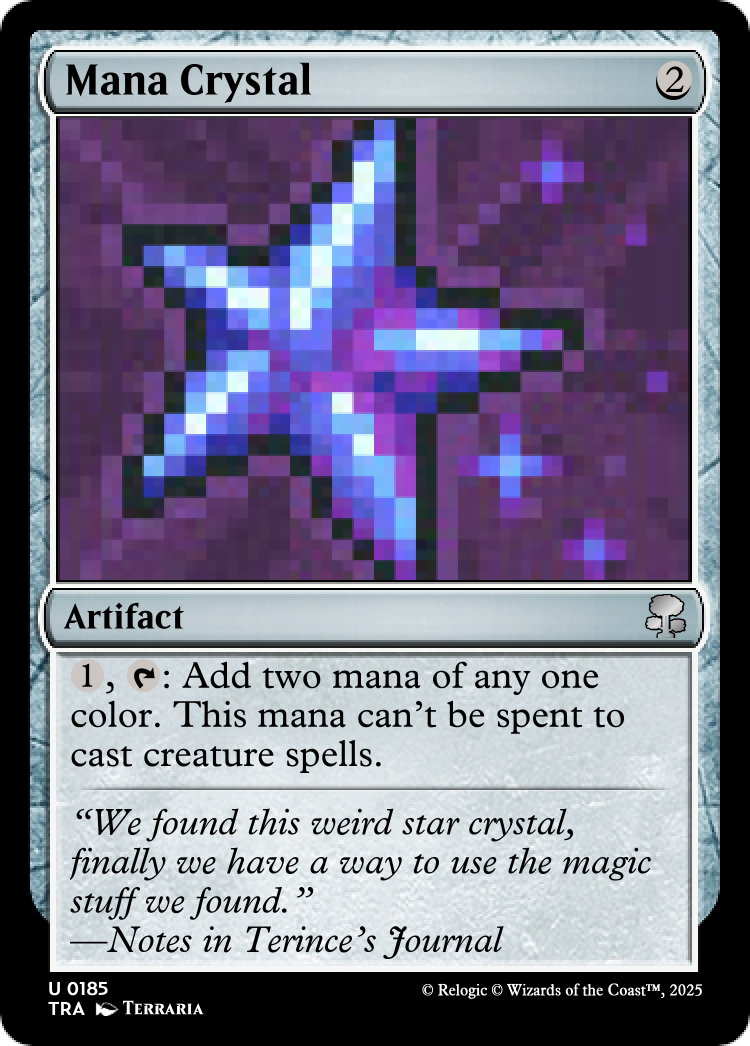 Mana Crystal 2
Artifact
1, : Add two mana of any one
color. This mana can’t be spent to
cast creature spells.
“We found this weird star crystal,
finally we have a way to use the magic
stuff we found.”
—Notes in Terince’s Journal
U 0185
TRA TERRARIA
© Relogic © Wizards of the Coast™, 2025